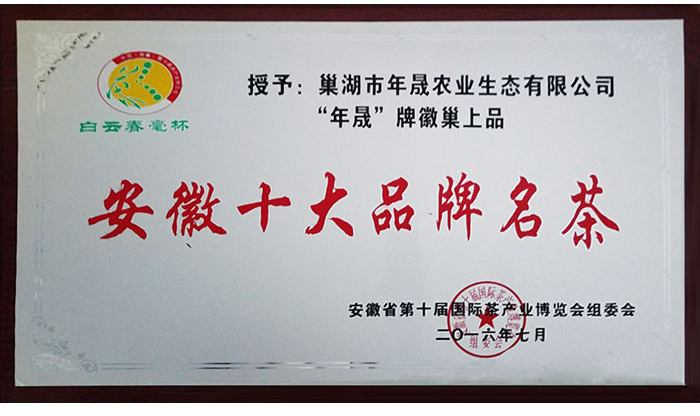 白云春毫杯
授予：巢湖市年晟农业生态有限公司
“年晟”牌徽巢上品
安徽十大品牌名茶
安徽省第十届国际茶产业博览会组委会
二〇一六年七月
组委会